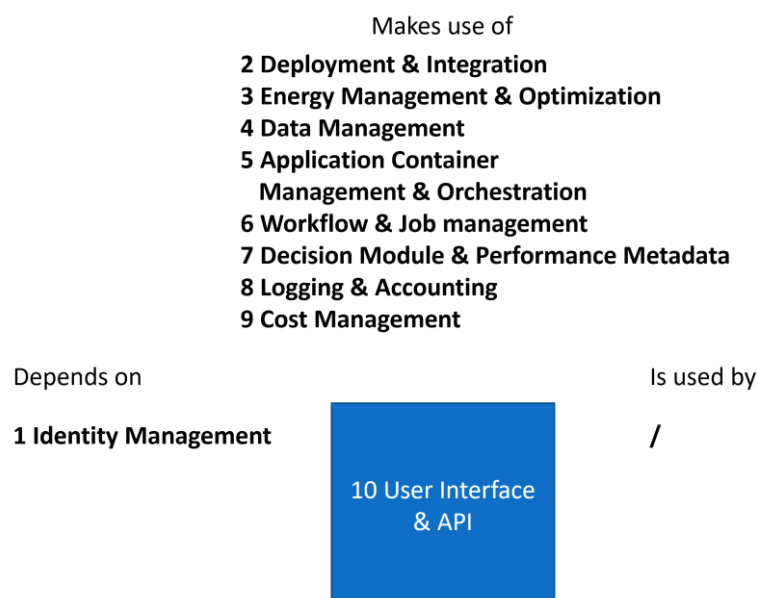 Makes use of
2 Deployment & Integration
3 Energy Management & Optimization
4 Data Management
5 Application Container
Management & Orchestration
6 Workflow & Job management
7 Decision Module & Performance Metadata
8 Logging & Accounting
9 Cost Management
Depends on
1 Identity Management
Is used by
/
10 User Interface
& API